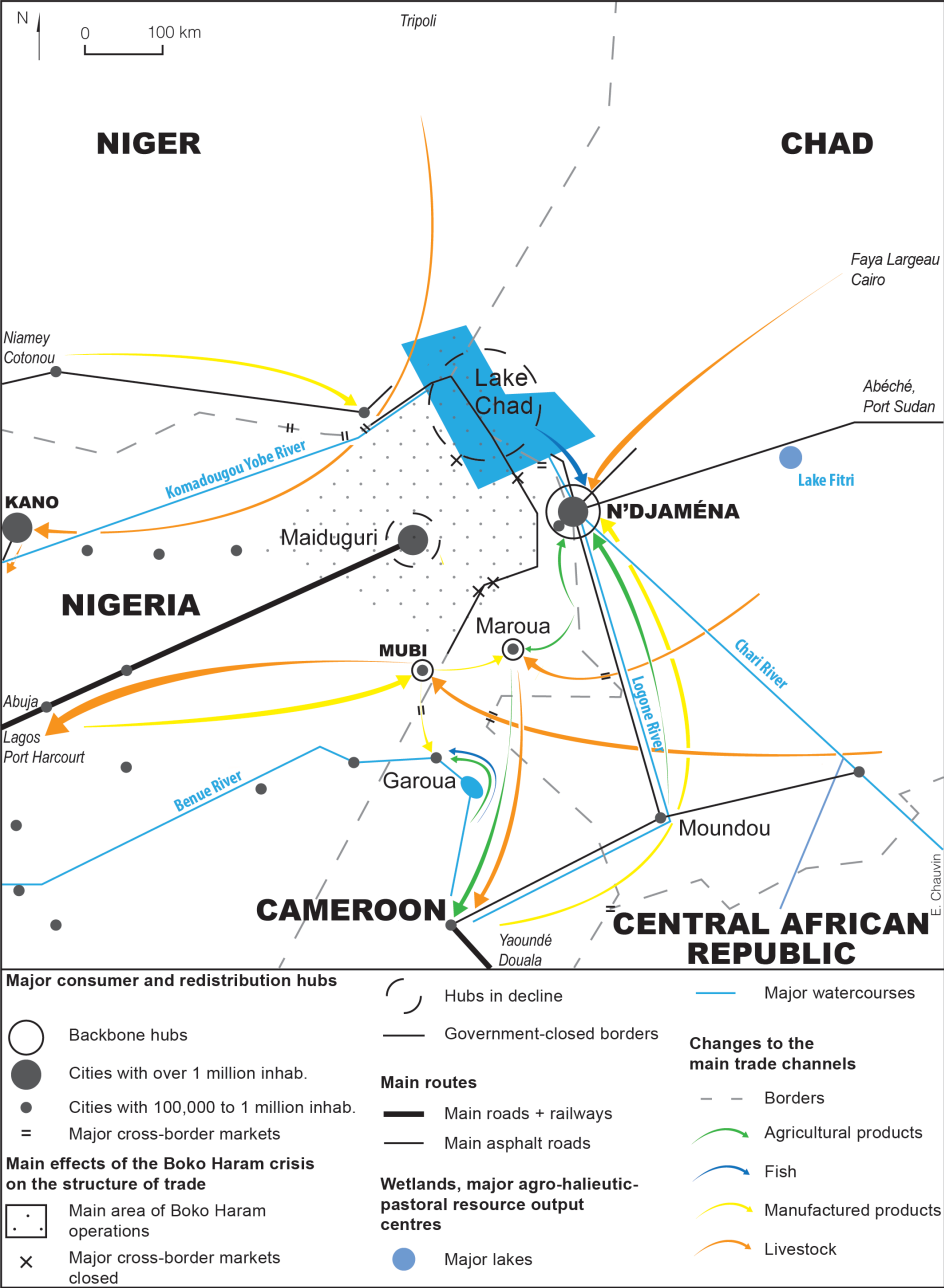 N
0
100 km
Tripoli
NIGER
CHAD
Faya Largeau
Cairo
Niamey
Cotonou
Lake
Chad
Abéché,
Port Sudan
Komadougou Yobe River
Lake Fitri
KANO
N'DJAMÉNA
Maiduguri
NIGERIA
Maroua
MUBI
Chari River
Logone River
Abuja
Lagos
Port Harcourt
Benue River
Garoua
Moundou
E. Chauvin
CAMEROON
CENTRAL AFRICAN
REPUBLIC
Yaoundé
Douala
Major consumer and redistribution hubs
Backbone hubs
Cities with over 1 million inhab.
Cities with 100,000 to 1 million inhab.
= Major cross-border markets
Main effects of the Boko Haram crisis
on the structure of trade
Main area of Boko Haram
operations
× Major cross-border markets
closed
Hubs in decline
Government-closed borders
Main routes
Main roads + railways
Main asphalt roads
Wetlands, major agro-halieutic-
pastoral resource output
centres
Major lakes
Major watercourses
Changes to the
main trade channels
Borders
Agricultural products
Fish
Manufactured products
Livestock